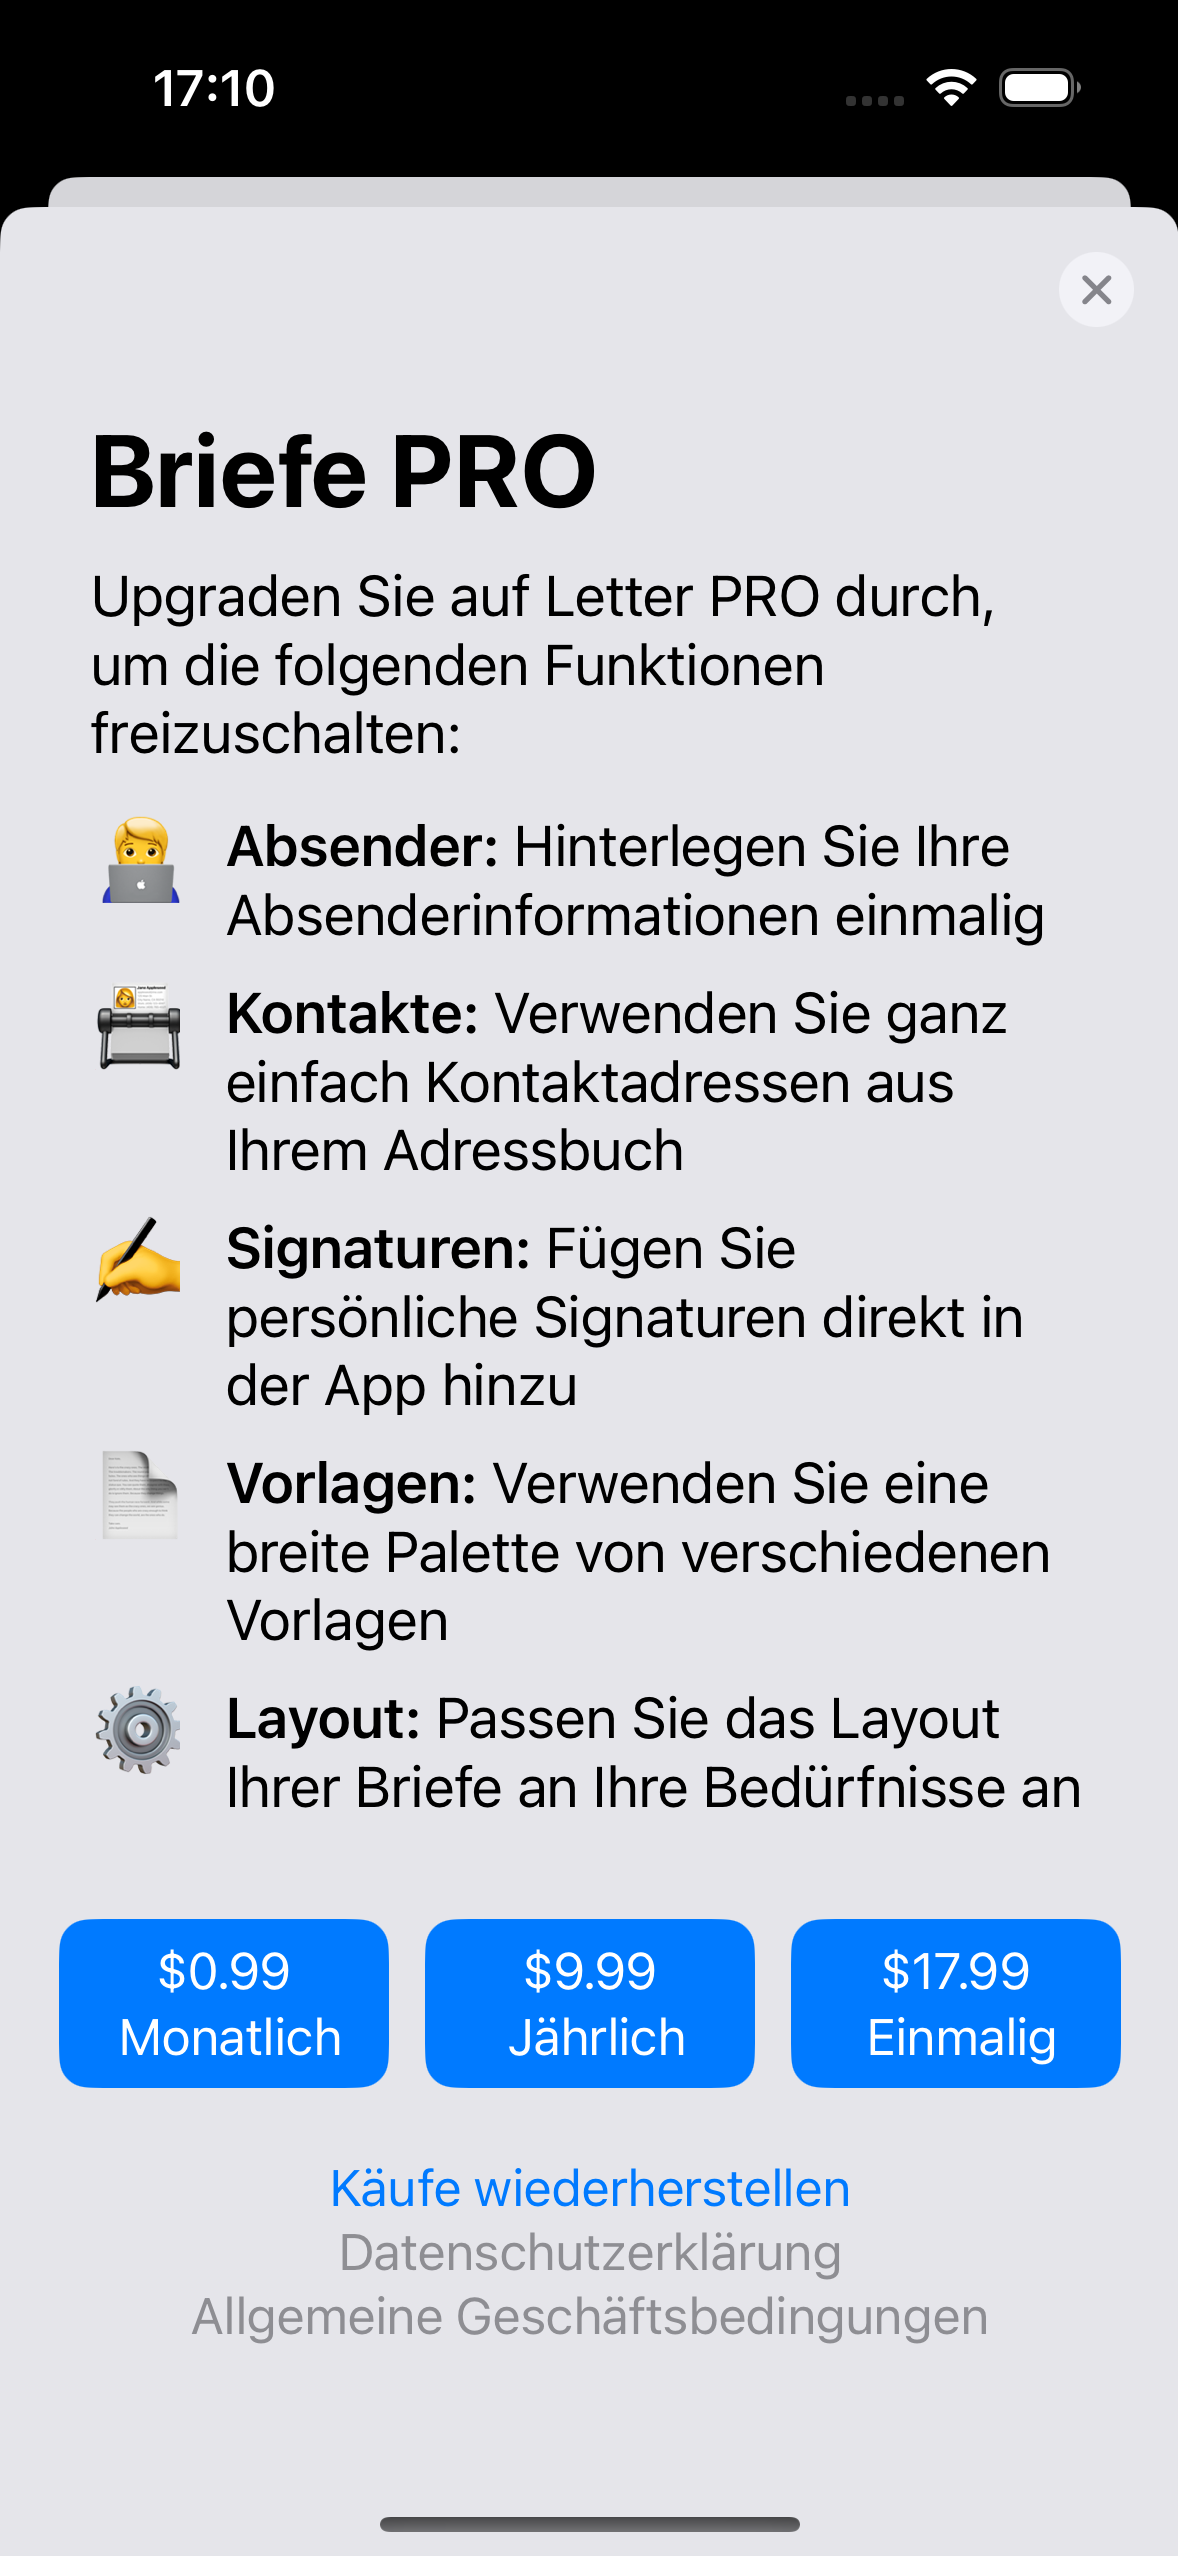 17:10
Briefe PRO
Upgraden Sie auf Letter PRO durch,
um die folgenden Funktionen
freizuschalten:
Absender: Hinterlegen Sie Ihre
Absenderinformationen einmalig
Kontakte: Verwenden Sie ganz
einfach Kontaktadressen aus
Ihrem Adressbuch
Signaturen: Fügen Sie
persönliche Signaturen direkt in
der App hinzu
Vorlagen: Verwenden Sie eine
breite Palette von verschiedenen
Vorlagen
Layout: Passen Sie das Layout
Ihrer Briefe an Ihre Bedürfnisse an
$0.99
Monatlich
$9.99
Jährlich
$17.99
Einmalig
Käufe wiederherstellen
Datenschutzerklärung
Allgemeine Geschäftsbedingungen